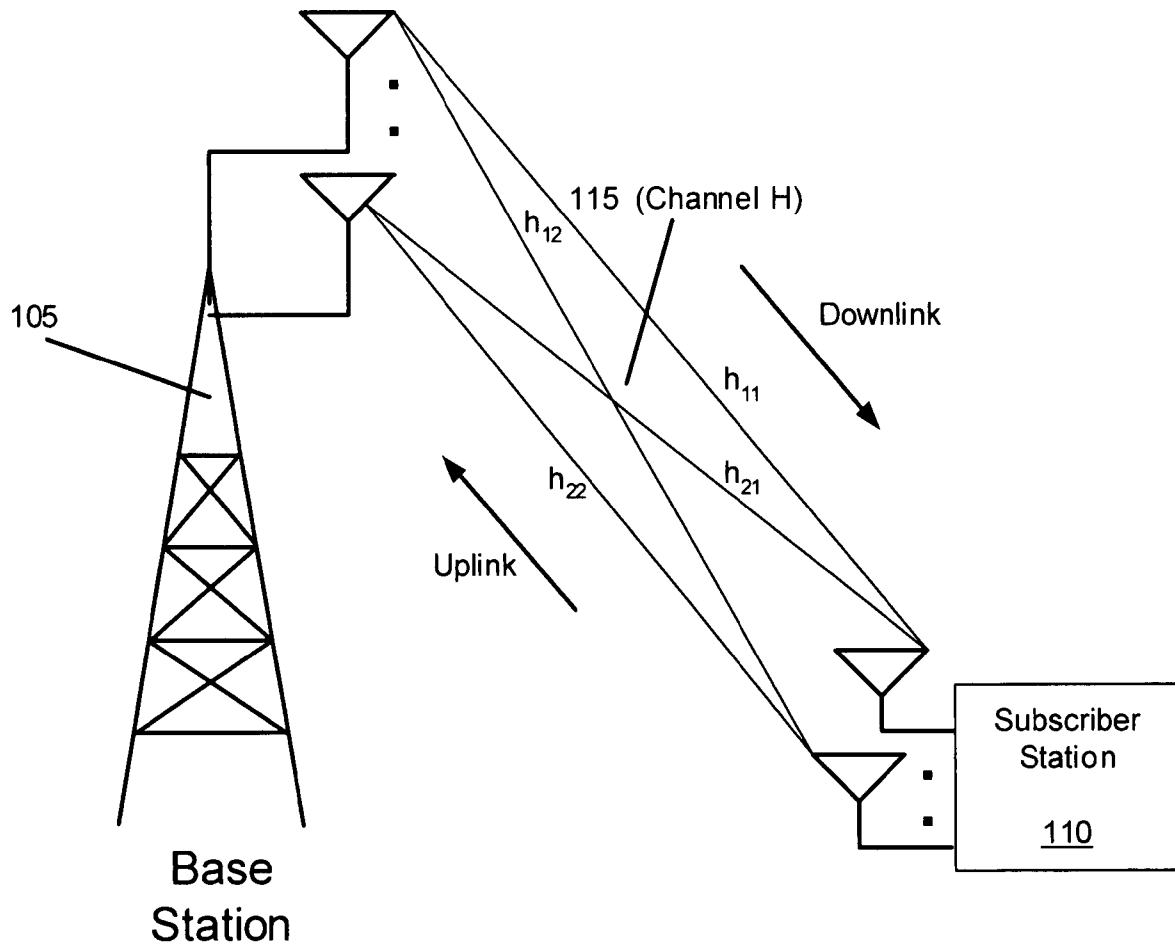 115 (Channel H)
h12
105
Downlink
h11
h22
h21
Uplink
Subscriber
Station
110
Base
Station